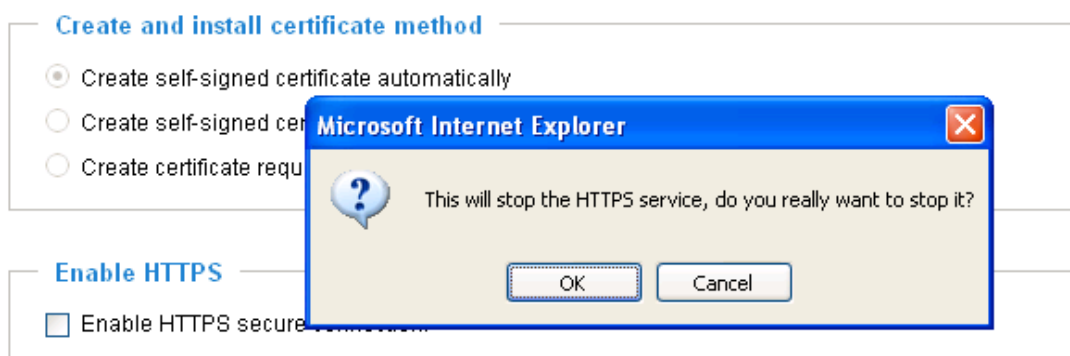 Create and install certificate method
Create self-signed certificate automatically
Create self-signed
Create certificate
Microsoft Internet Explorer
This will stop the HTTPS service, do you really want to stop it?
OK
Cancel
Enable HTTPS
Enable HTTPS secure